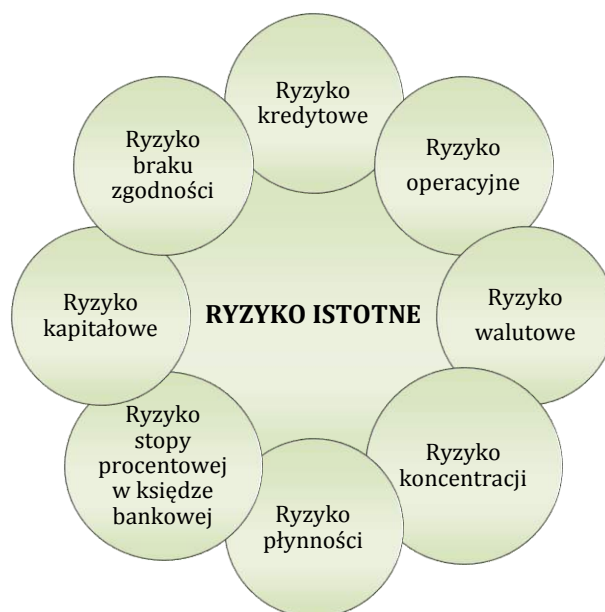 Ryzyko
kredytowe
Ryzyko
operacyjne
Ryzyko
walutowe
Ryzyko
koncentracji
Ryzyko
płynności
Ryzyko
stopy
procentowej
w księdze
bankowej
Ryzyko
kapitałowe
Ryzyko
braku
zgodności
RYZYKO ISTOTNE